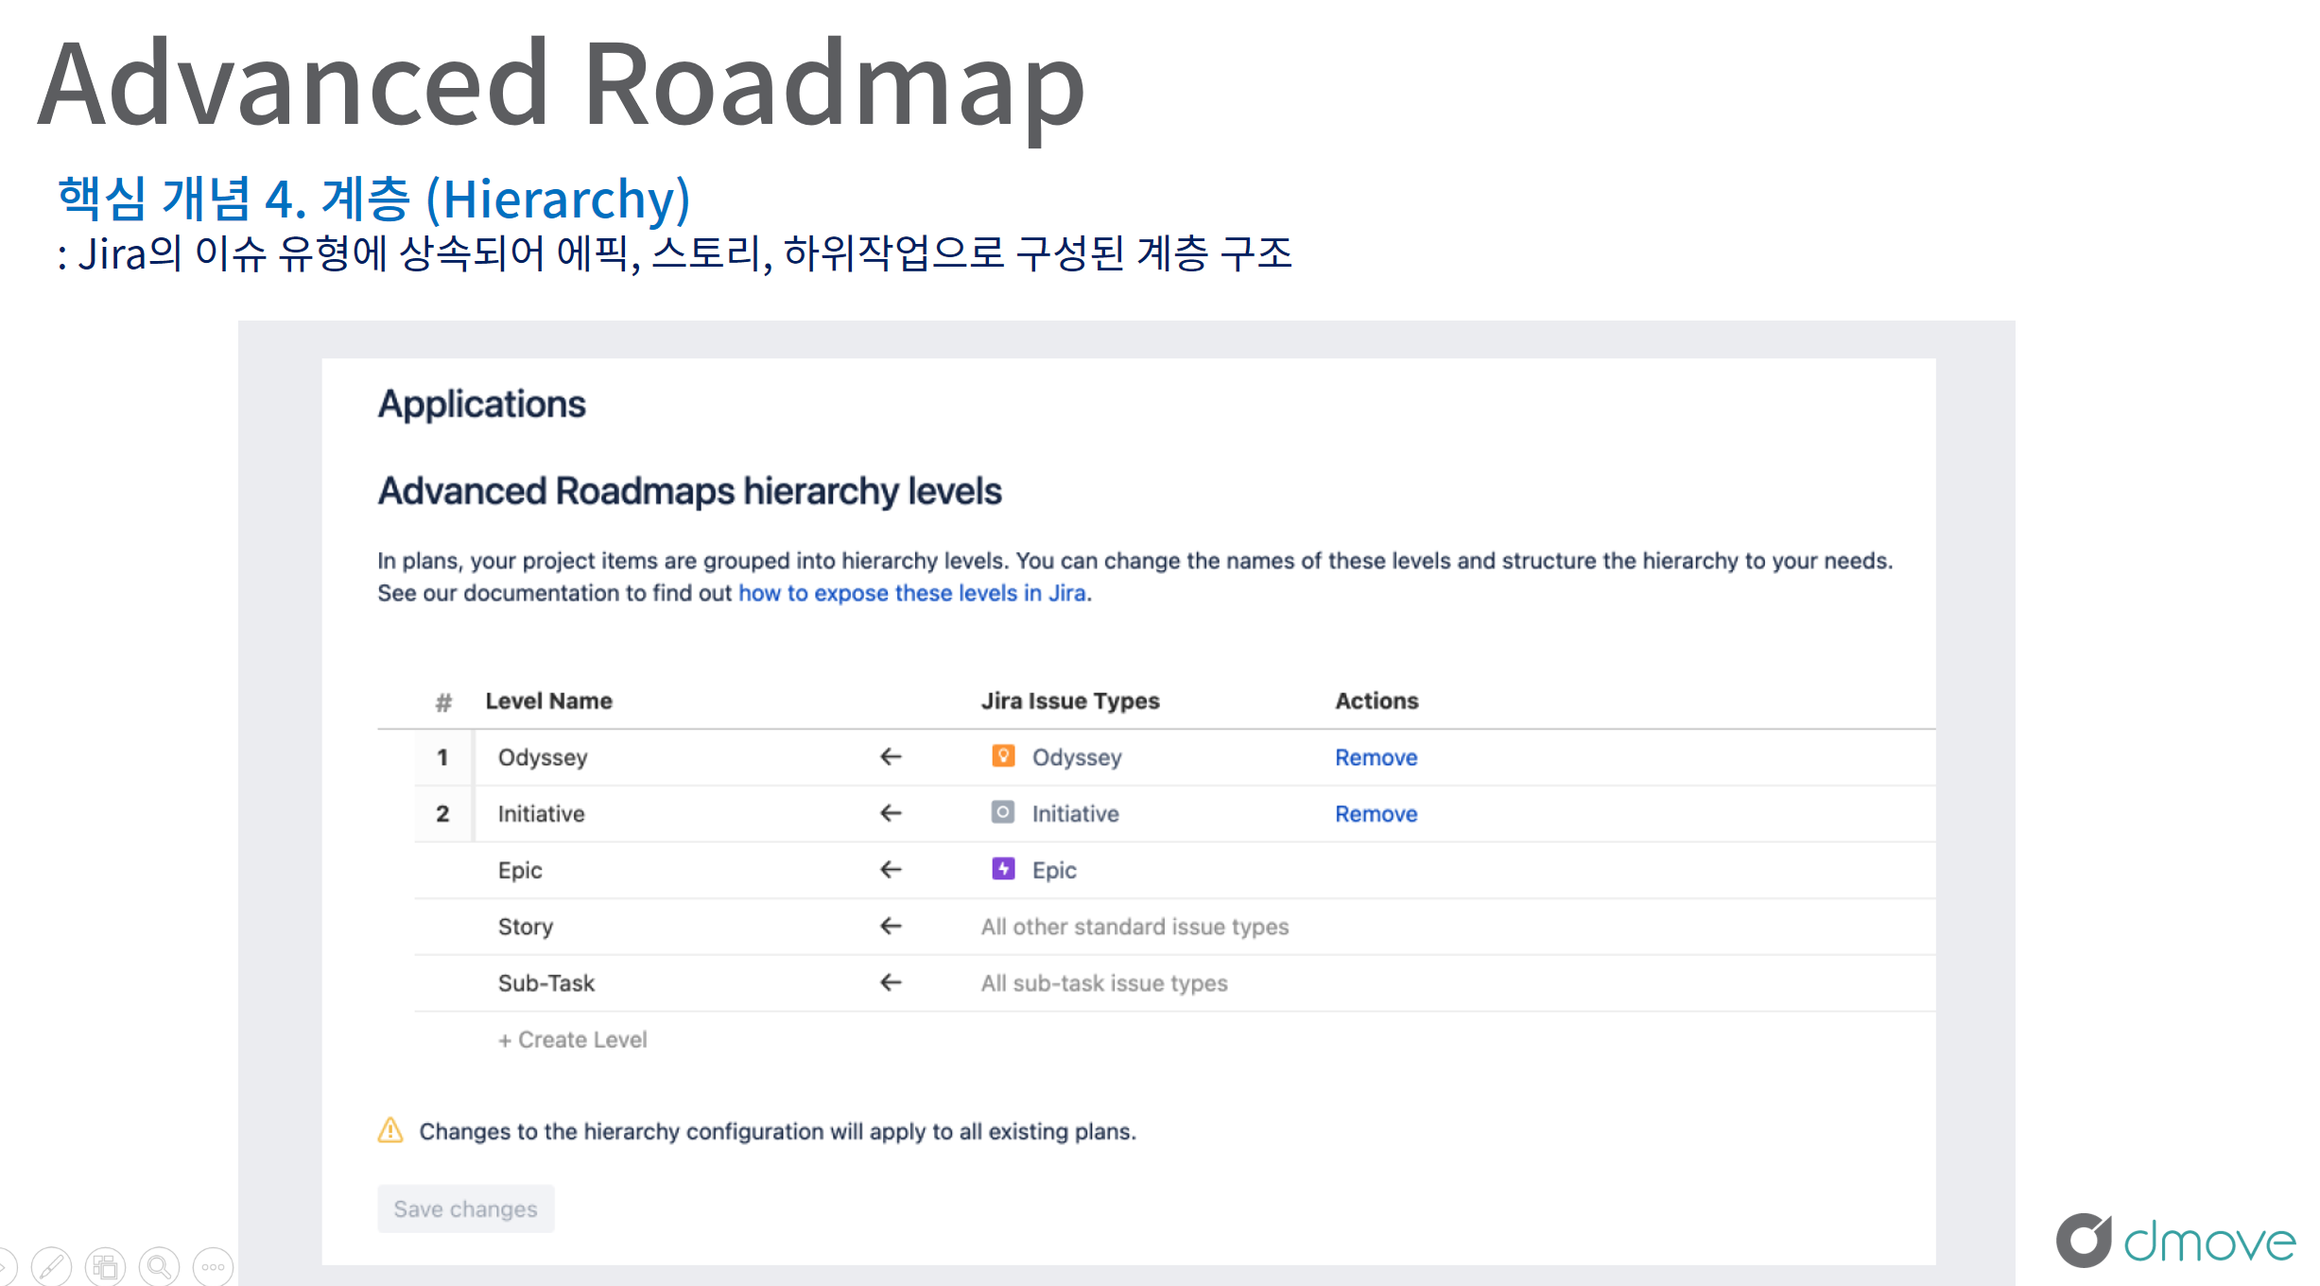 Advanced Roadmap
핵심 개념 4. 계층 (Hierarchy)
: Jira의 이슈 유형에 상속되어 에픽, 스토리, 하위작업으로 구성된 계층 구조
Applications
Advanced Roadmaps hierarchy levels
In plans, your project items are grouped into hierarchy levels. You can change the names of these levels and structure the hierarchy to your needs.
See our documentation to find out how to expose these levels in Jira.
# Level Name Jira Issue Types Actions
1 Odyssey ← Odyssey Remove
2 Initiative ← Initiative Remove
Epic ← Epic
Story ← All other standard issue types
Sub-Task ← All sub-task issue types
+ Create Level
Changes to the hierarchy configuration will apply to all existing plans.
Save changes
dmove